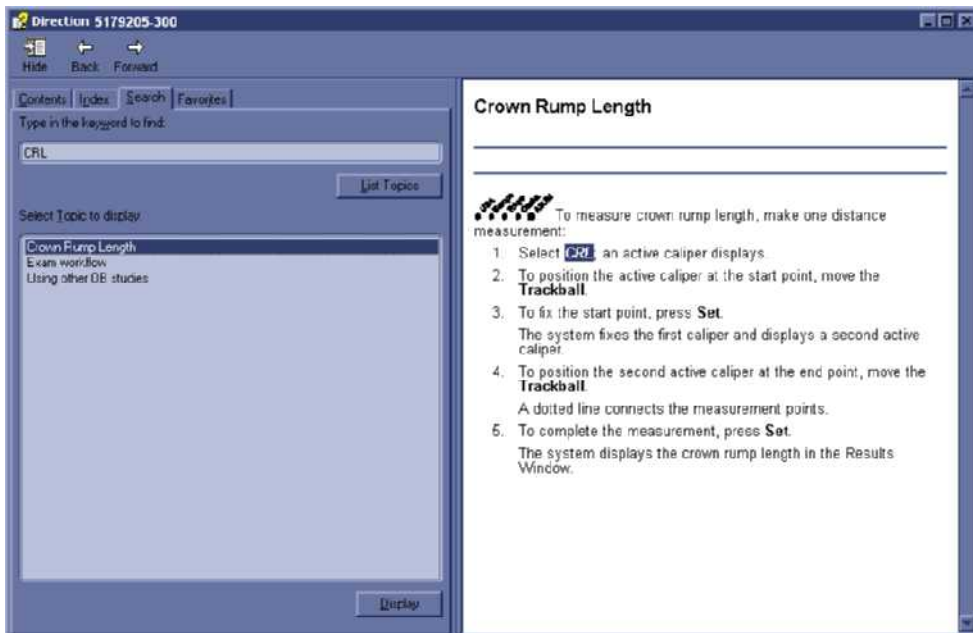 Direction 5179205-300
Hide Back Forward
Contents Index Search Favorites
Type in the keyword to find:
CRL
List Topics
Select Topic to display
Crown Rump Length
Exam workflow
Using other OB studies
Display
Crown Rump Length
To measure crown rump length, make one distance
measurement:
1. Select CRL; an active caliper displays.
2. To position the active caliper at the start point, move the
Trackball.
3. To fix the start point, press Set.
The system fixes the first caliper and displays a second active
caliper.
4. To position the second active caliper at the end point, move the
Trackball.
A dotted line connects the measurement points.
5. To complete the measurement, press Set.
The system displays the crown rump length in the Results
Window.